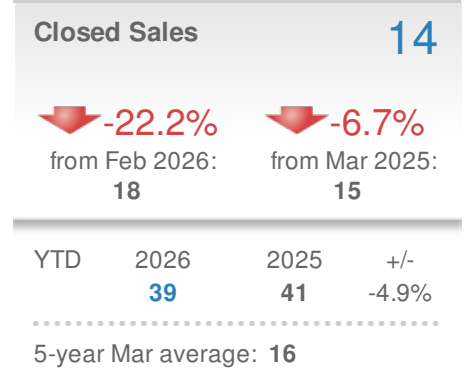 Closed Sales 14
-22.2% -6.7%
from Feb 2026: from Mar 2025:
18 15
YTD 2026 2025 +/-
39 41 -4.9%
5-year Mar average: 16